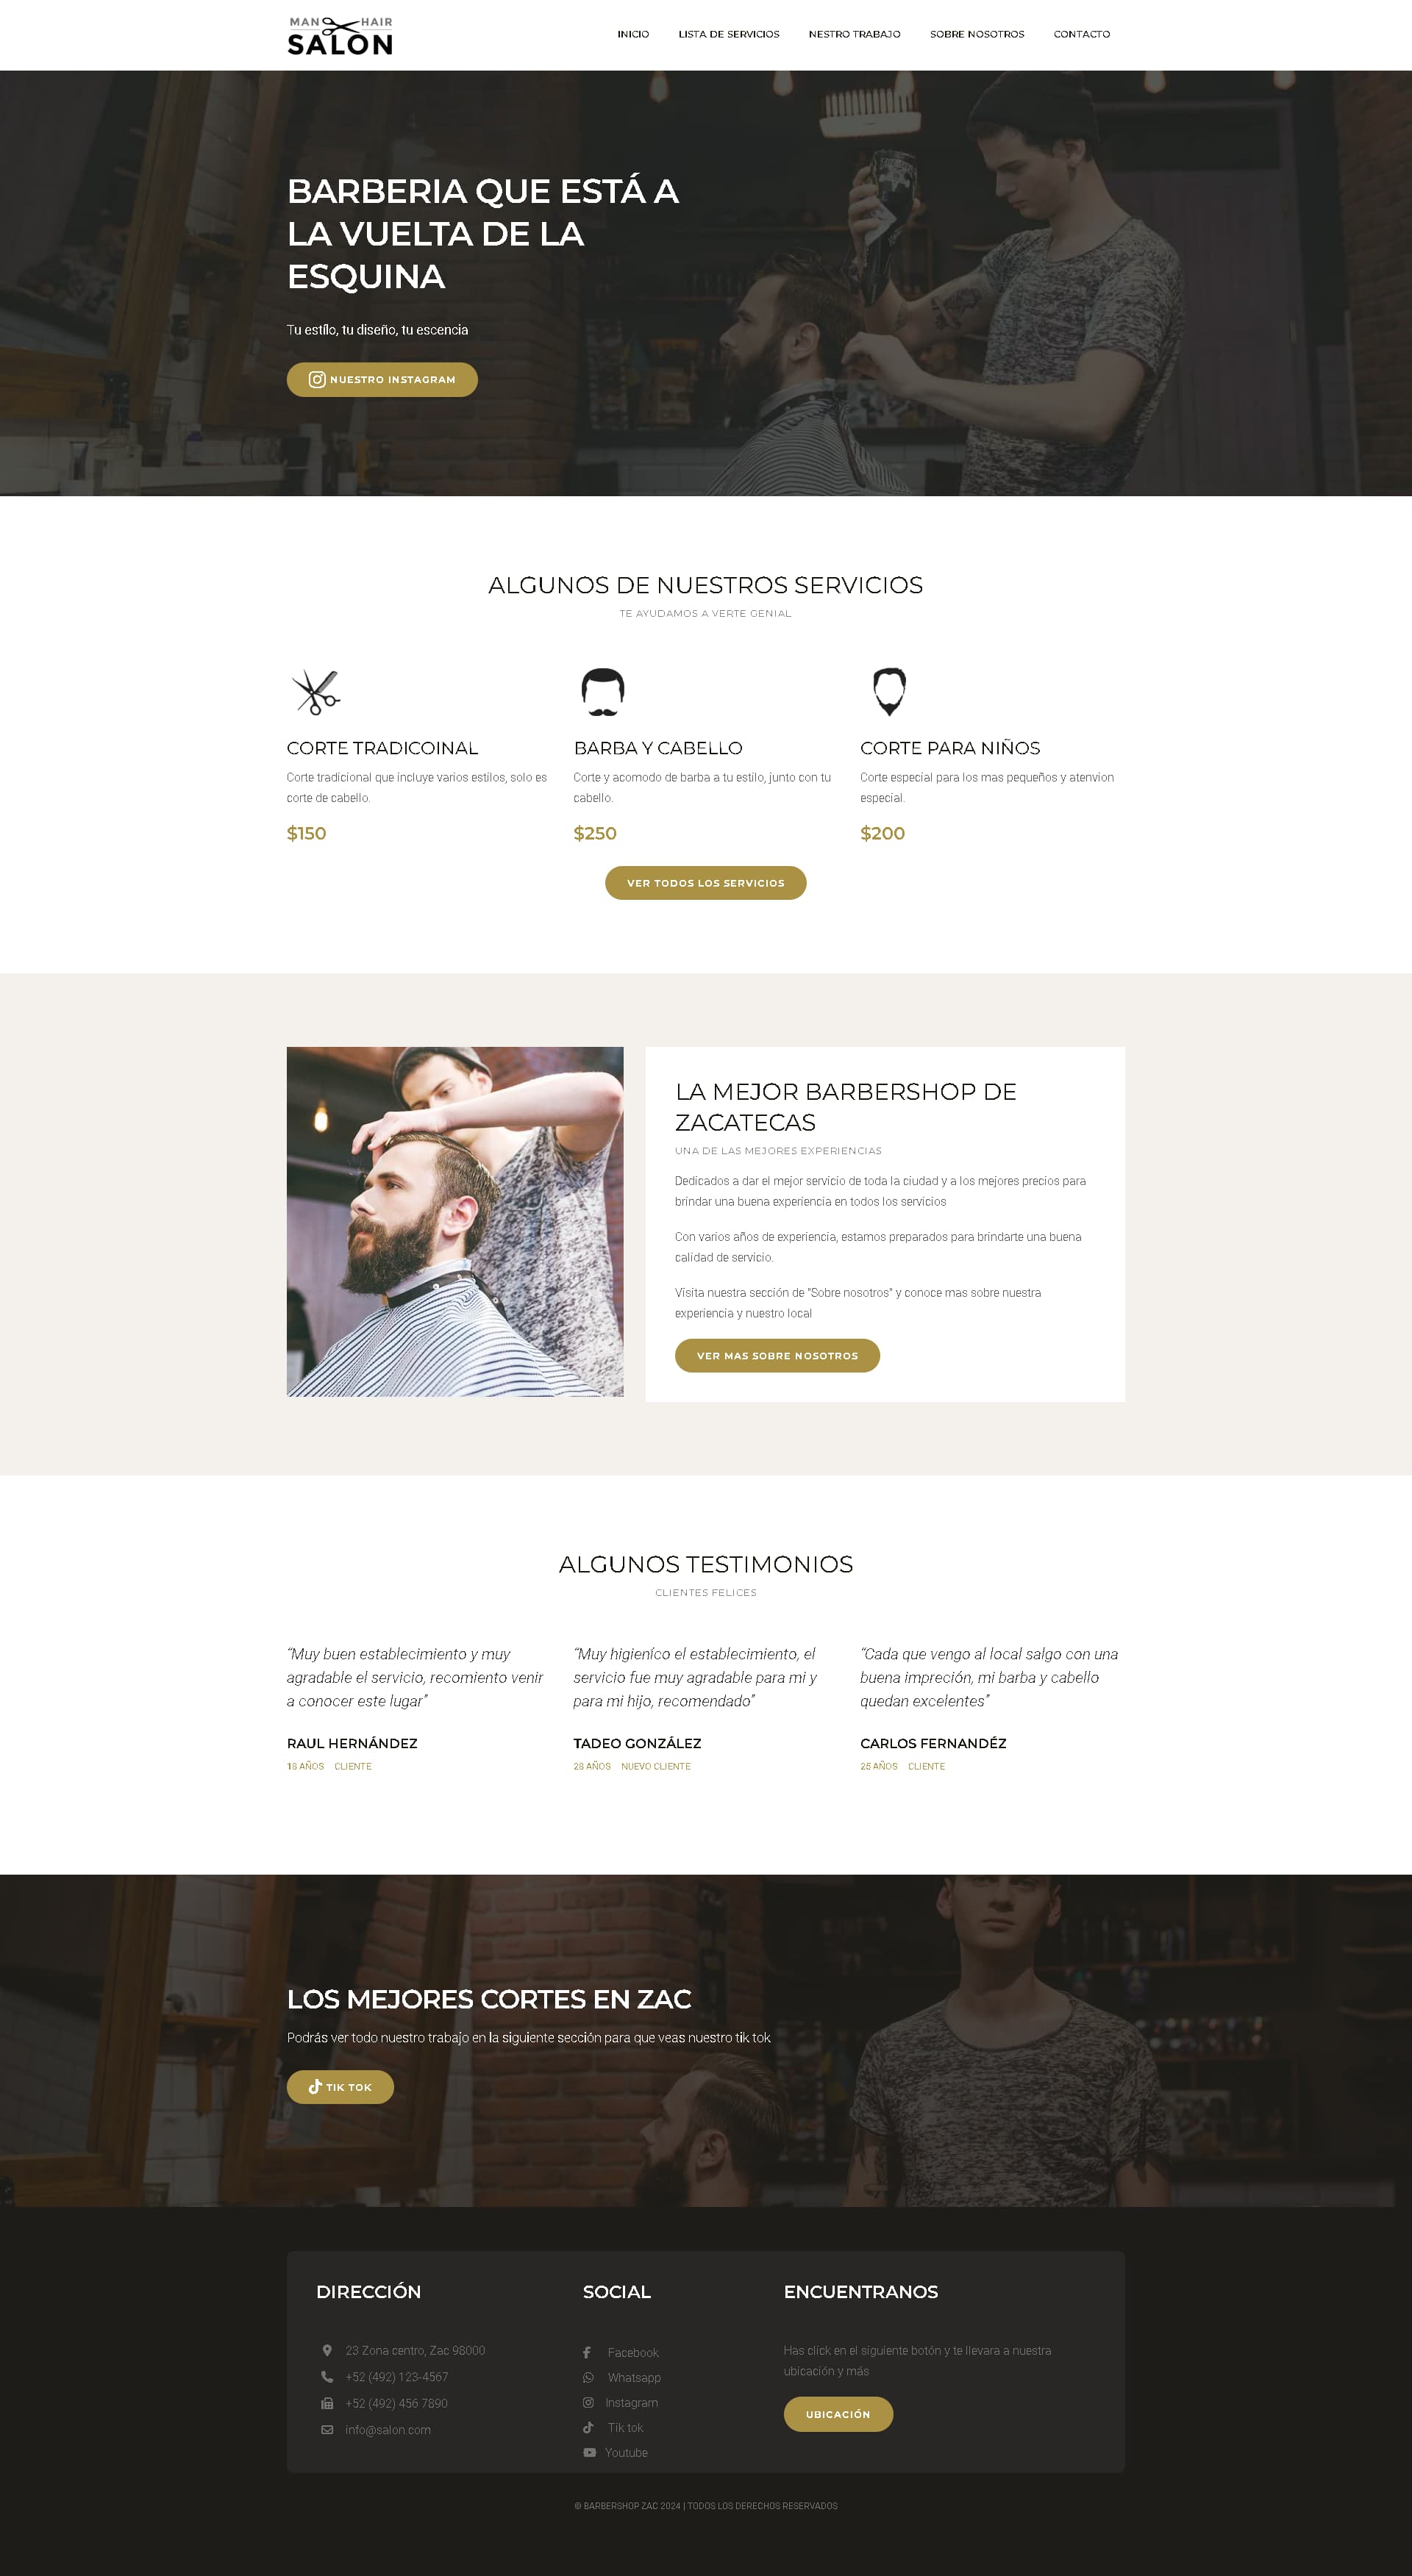 MAN HAIR
SALON
INICIO
LISTA DE SERVICIOS
NESTRO TRABAJO
SOBRE NOSOTROS
CONTACTO
BARBERIA QUE ESTÁ A
LA VUELTA DE LA
ESQUINA
Tu estílo, tu diseño, tu escencia
NUESTRO INSTAGRAM
ALGUNOS DE NUESTROS SERVICIOS
TE AYUDAMOS A VERTE GENIAL
CORTE TRADICOINAL
Corte tradicional que incluye varios estilos, solo es
corte de cabello.
$150
BARBA Y CABELLO
Corte y acomodo de barba a tu estilo, junto con tu
cabello.
$250
CORTE PARA NIÑOS
Corte especial para los mas pequeños y atenvion
especial.
$200
VER TODOS LOS SERVICIOS
LA MEJOR BARBERSHOP DE
ZACATECAS
UNA DE LAS MEJORES EXPERIENCIAS
Dedicados a dar el mejor servicio de toda la ciudad y a los mejores precios para
brindar una buena experiencia en todos los servicios
Con varios años de experiencia, estamos preparados para brindarte una buena
calidad de servicio.
Visita nuestra sección de "Sobre nosotros" y conoce mas sobre nuestra
experiencia y nuestro local
VER MAS SOBRE NOSOTROS
ALGUNOS TESTIMONIOS
CLIENTES FELICES
“Muy buen establecimiento y muy
agradable el servicio, recomiento venir
a conocer este lugar”
RAUL HERNÁNDEZ
18 AÑOS CLIENTE
“Muy higieníco el establecimiento, el
servicio fue muy agradable para mi y
para mi hijo, recomendado”
TADEO GONZÁLEZ
28 AÑOS NUEVO CLIENTE
“Cada que vengo al local salgo con una
buena impreción, mi barba y cabello
quedan excelentes”
CARLOS FERNANDÉZ
25 AÑOS CLIENTE
LOS MEJORES CORTES EN ZAC
Podrás ver todo nuestro trabajo en la siguiente sección para que veas nuestro tik tok
TIK TOK
DIRECCIÓN
23 Zona centro, Zac 98000
+52 (492) 123-4567
+52 (492) 456 7890
info@salon.com
SOCIAL
Facebook
Whatsapp
Instagram
Tik tok
Youtube
ENCUENTRANOS
Has click en el siguiente botón y te llevara a nuestra
ubicación y más
UBICACIÓN
© BARBERSHOP ZAC 2024 | TODOS LOS DERECHOS RESERVADOS